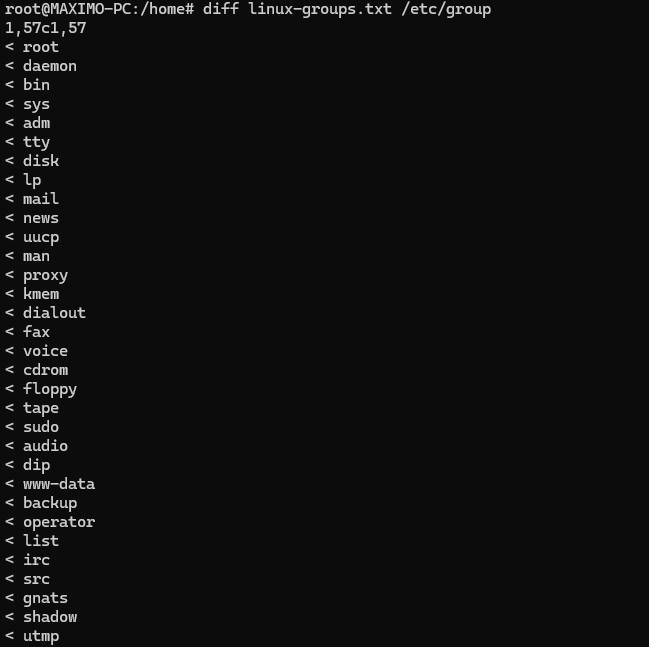 root@MAXIMO-PC:/home# diff linux-groups.txt /etc/group
1,57c1,57
< root
< daemon
< bin
< sys
< adm
< tty
< disk
< lp
< mail
< news
< uucp
< man
< proxy
< kmem
< dialout
< fax
< voice
< cdrom
< floppy
< tape
< sudo
< audio
< dip
< www-data
< backup
< operator
< list
< irc
< src
< gnats
< shadow
< utmp